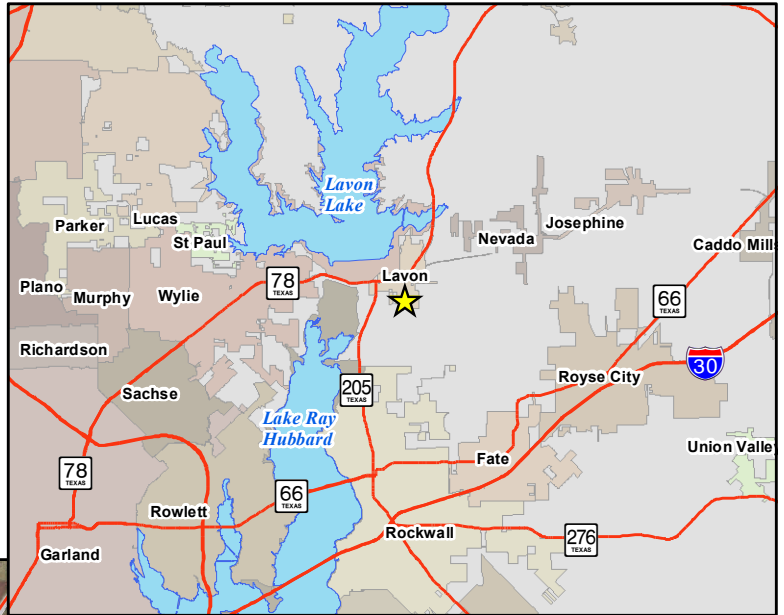 Lavon
Lake
Parker
Lucas
St Paul
Nevada
Josephine
Caddo Mill
Plano
Murphy
Wylie
78
TEXAS
Lavon
66
TEXAS
Richardson
Sachse
205
TEXAS
Royse City
30
Lake Ray
Hubbard
Fate
Union Valley
78
TEXAS
66
TEXAS
Rowlett
Rockwall
276
TEXAS
Garland